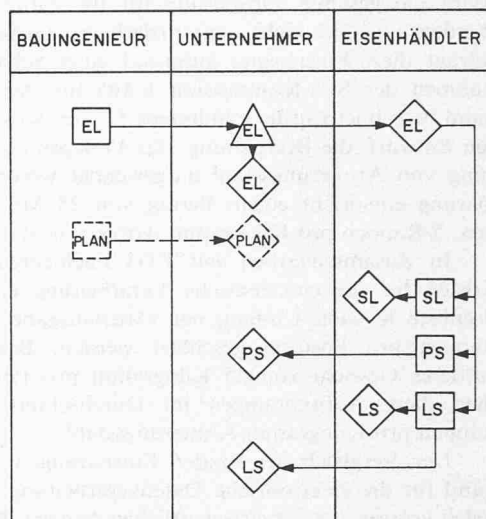 BAUINGENIEUR UNTERNEHMER EISENHÄNDLER
EL EL EL
EL
PLAN PLAN
SL SL
PS PS
LS LS
LS